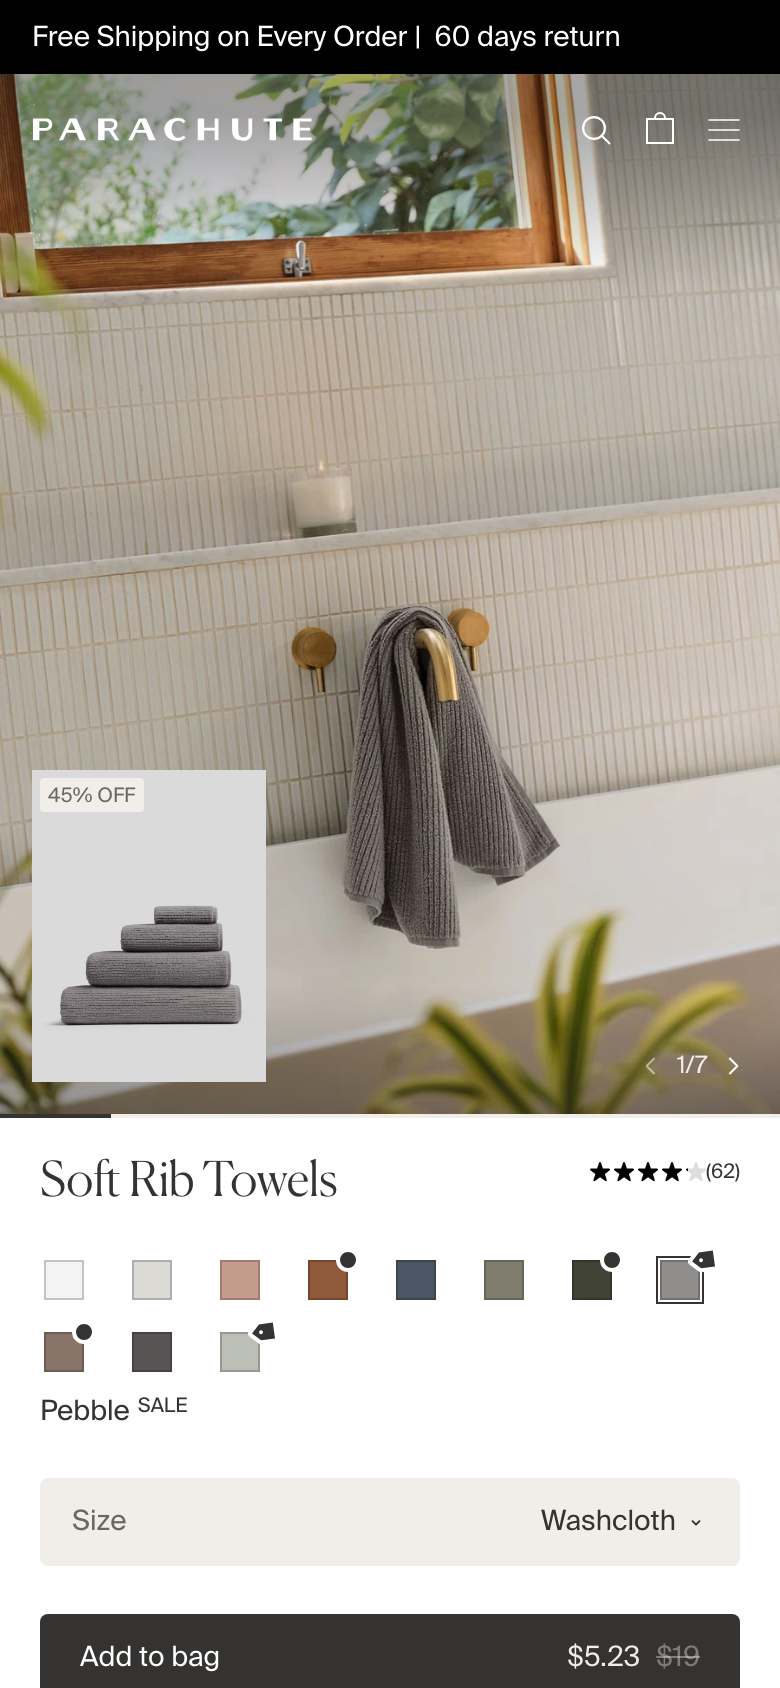 Free Shipping on Every Order |  60 days return
PARACHUTE
45% OFF
1/7
Soft Rib Towels
(62)
Pebble SALE
Size
Washcloth
Add to bag
$5.23 $19